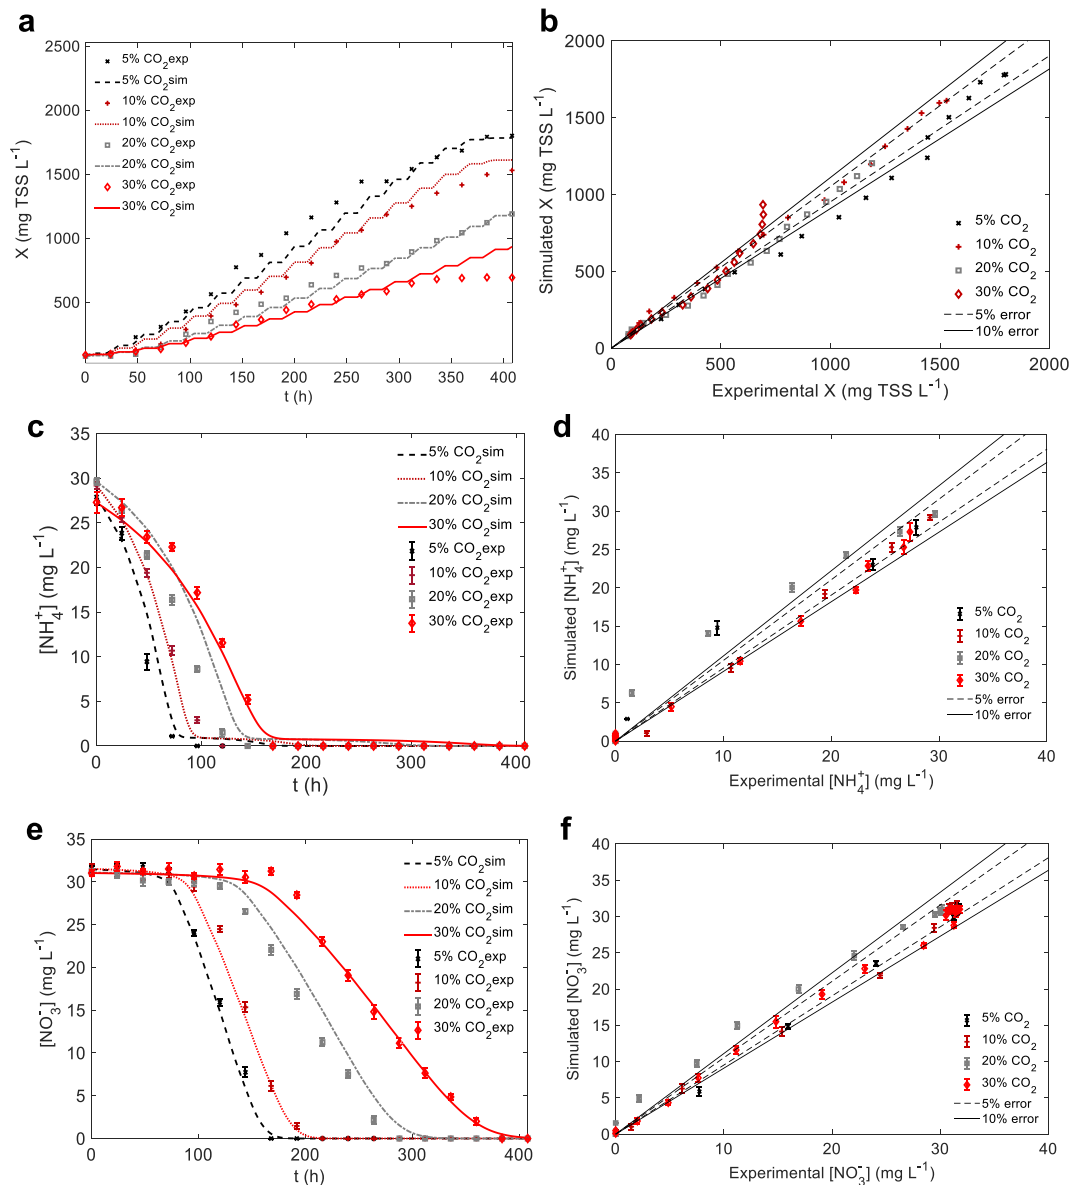 a
2500
2000
1500
1000
500
0 50 100 150 200 250 300 350 400
X (mg TSS L⁻¹)
t (h)
5% CO₂exp
5% CO₂sim
10% CO₂exp
10% CO₂sim
20% CO₂exp
20% CO₂sim
30% CO₂exp
30% CO₂sim
b
2000
1500
1000
500
0
0 500 1000 1500 2000
Simulated X (mg TSS L⁻¹)
Experimental X (mg TSS L⁻¹)
5% CO₂
10% CO₂
20% CO₂
30% CO₂
5% error
10% error
c
35
30
25
20
15
10
5
0
0 100 200 300 400
[NH₄⁺] (mg L⁻¹)
t (h)
5% CO₂sim
10% CO₂sim
20% CO₂sim
30% CO₂sim
5% CO₂exp
10% CO₂exp
20% CO₂exp
30% CO₂exp
d
40
35
30
25
20
15
10
5
0
0 10 20 30 40
Simulated [NH₄⁺] (mg L⁻¹)
Experimental [NH₄⁺] (mg L⁻¹)
5% CO₂
10% CO₂
20% CO₂
30% CO₂
5% error
10% error
e
35
30
25
20
15
10
5
0
0 100 200 300 400
[NO₃⁻] (mg L⁻¹)
t (h)
5% CO₂sim
10% CO₂sim
20% CO₂sim
30% CO₂sim
5% CO₂exp
10% CO₂exp
20% CO₂exp
30% CO₂exp
f
40
35
30
25
20
15
10
5
0
0 10 20 30 40
Simulated [NO₃⁻] (mg L⁻¹)
Experimental [NO₃⁻] (mg L⁻¹)
5% CO₂
10% CO₂
20% CO₂
30% CO₂
5% error
10% error